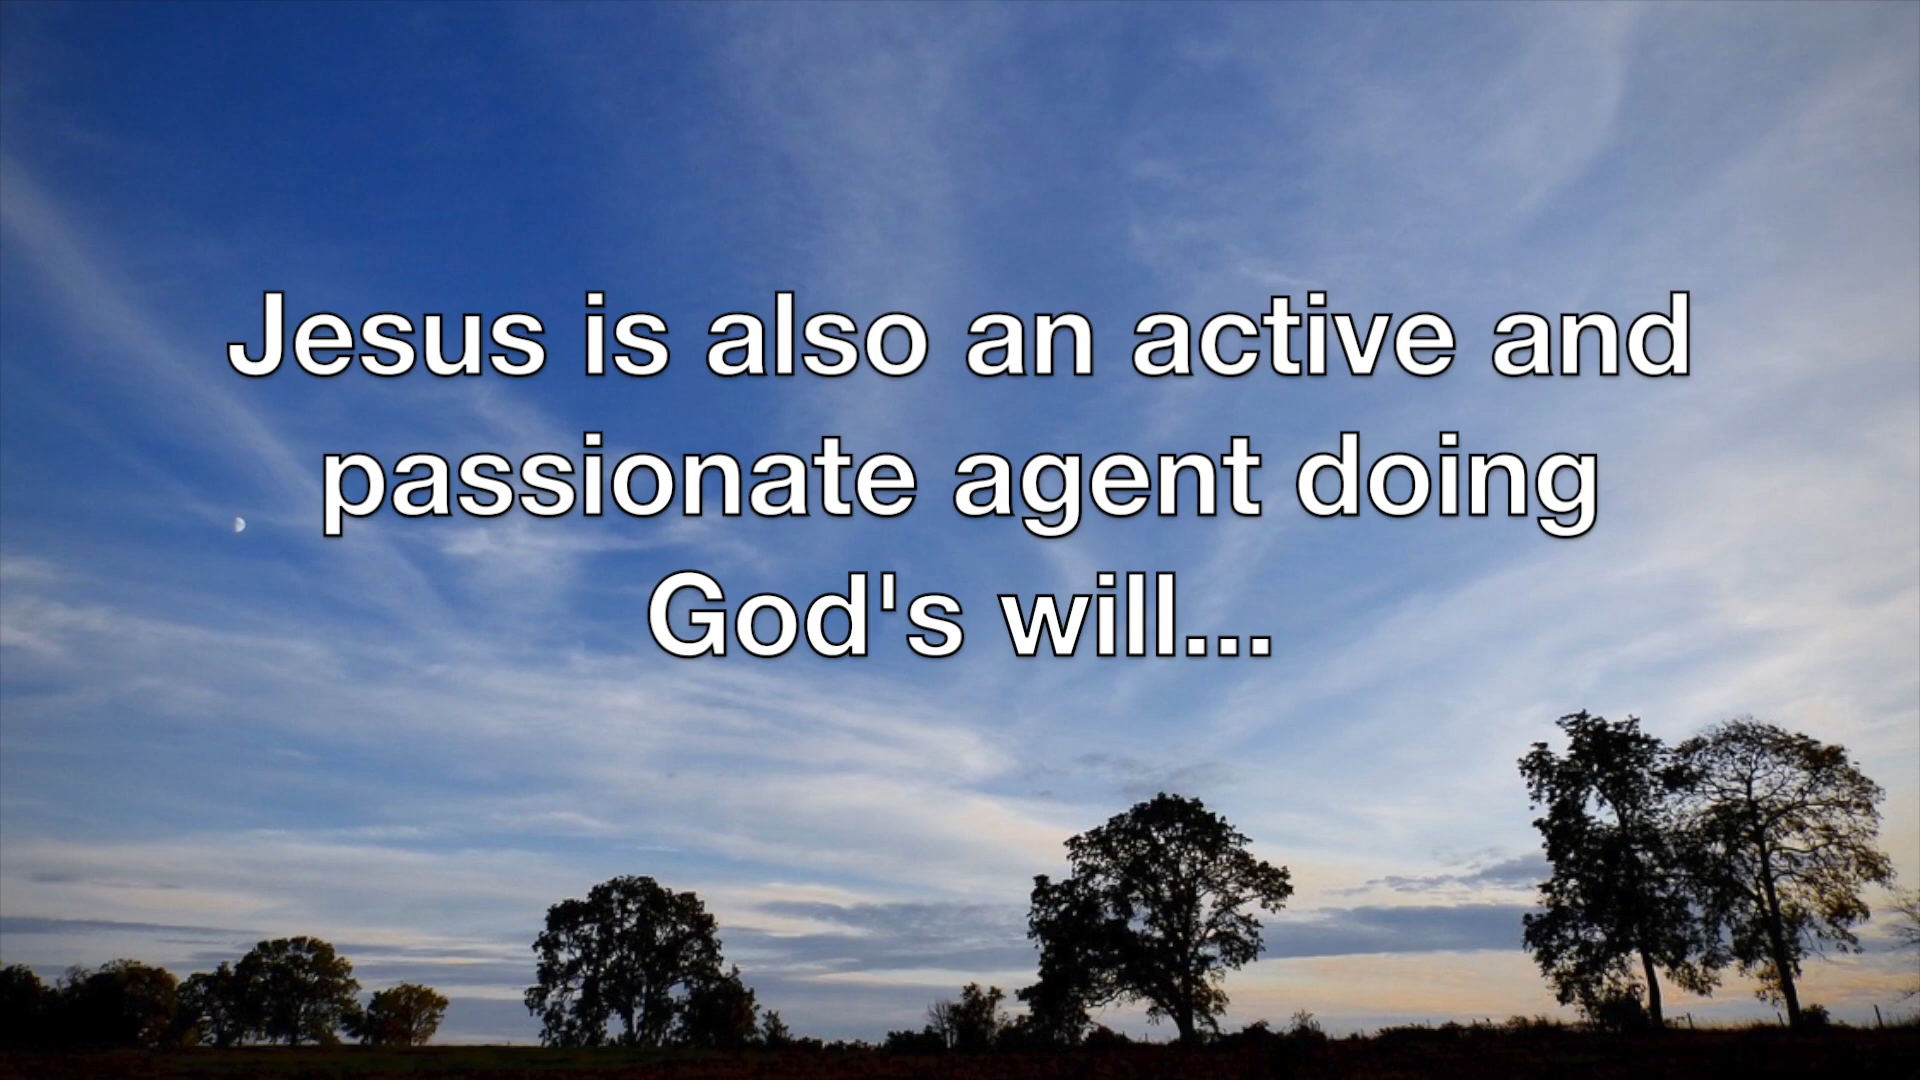 Jesus is also an active and
passionate agent doing
God's will...